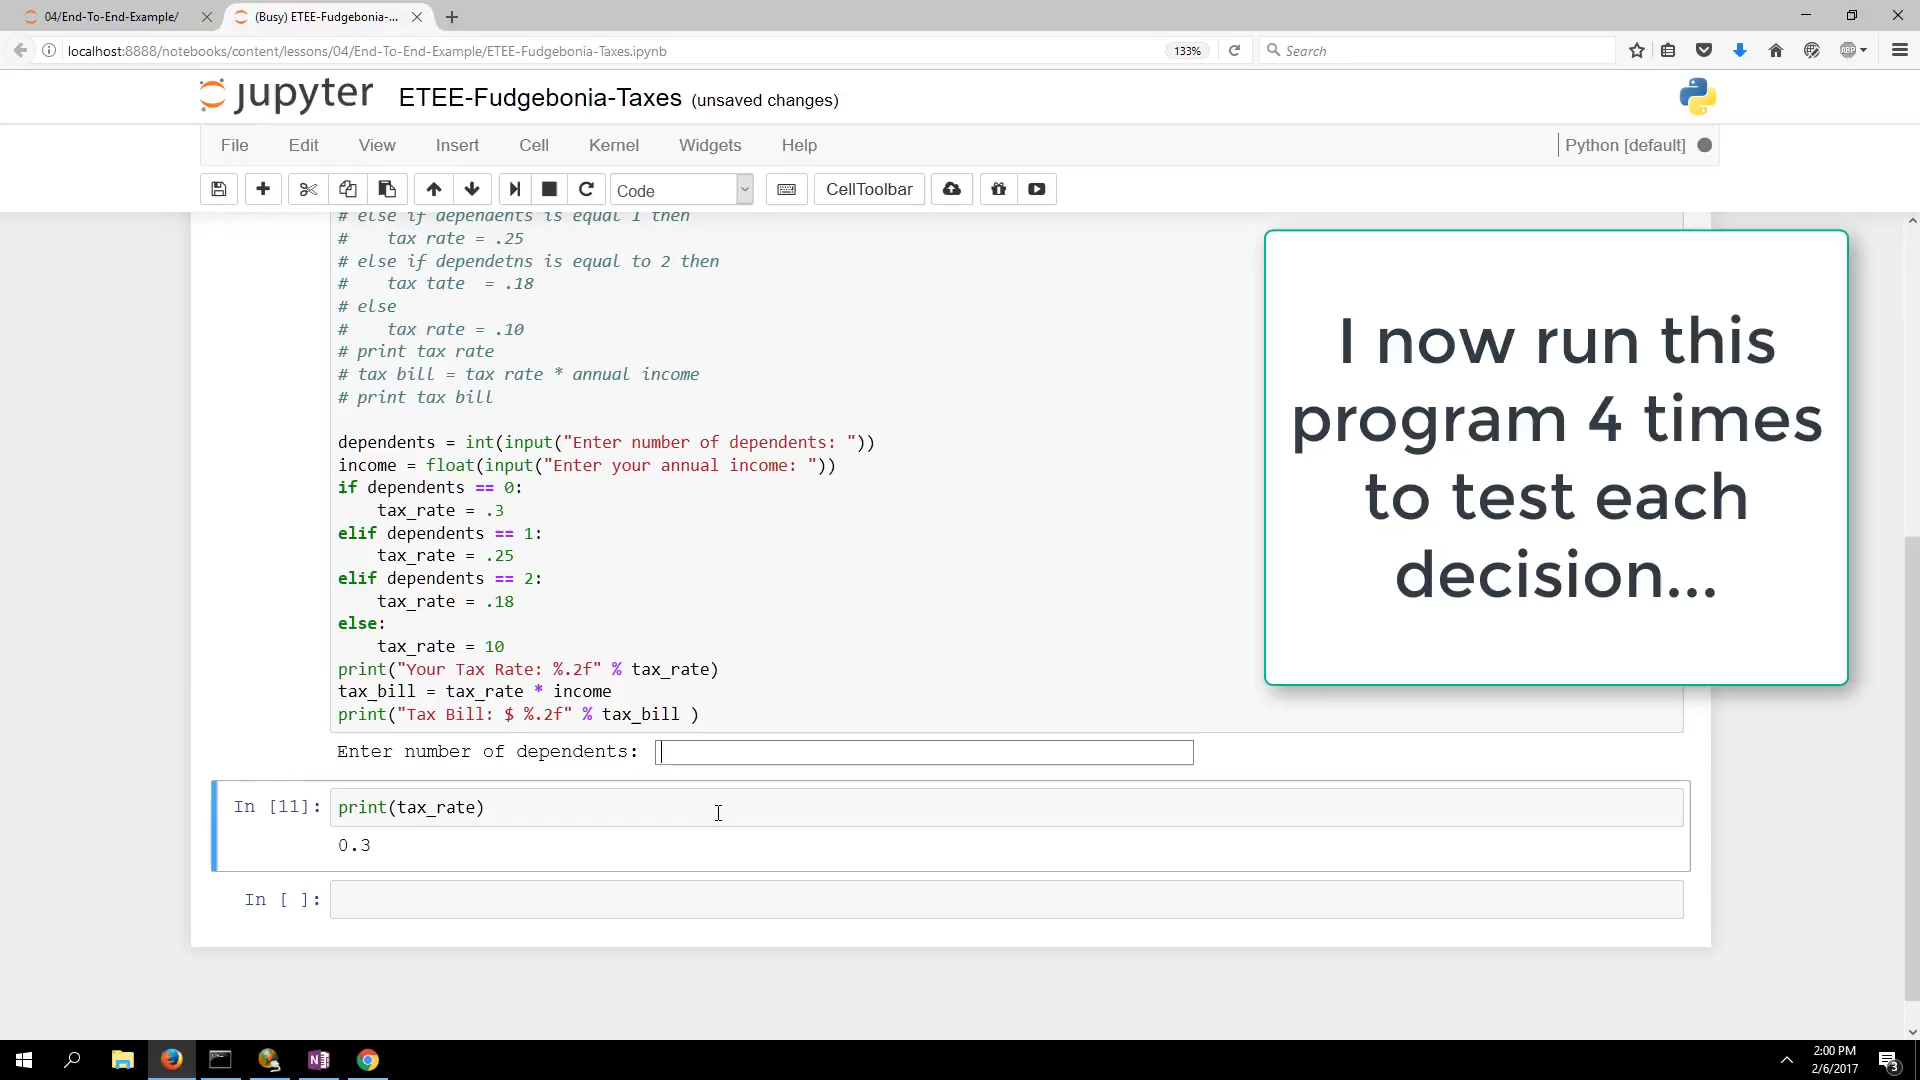 04/End-To-End-Example/
(Busy) ETEE-Fudgebonia-...
localhost:8888/notebooks/content/lessons/04/End-To-End-Example/ETEE-Fudgebonia-Taxes.ipynb
133%
Search
ABP
jupyter
ETEE-Fudgebonia-Taxes (unsaved changes)
File Edit View Insert Cell Kernel Widgets Help
Python [default]
Code
CellToolbar
# else if dependents is equal 1 then
#    tax rate = .25
# else if dependetns is equal to 2 then
#    tax tate  = .18
# else
#    tax rate = .10
# print tax rate
# tax bill = tax rate * annual income
# print tax bill
dependents = int(input("Enter number of dependents: "))
income = float(input("Enter your annual income: "))
if dependents == 0:
    tax_rate = .3
elif dependents == 1:
    tax_rate = .25
elif dependents == 2:
    tax_rate = .18
else:
    tax_rate = 10
print("Your Tax Rate: %.2f" % tax_rate)
tax_bill = tax_rate * income
print("Tax Bill: $ %.2f" % tax_bill )
Enter number of dependents:
In [11]: print(tax_rate)
0.3
In [ ]:
I now run this
program 4 times
to test each
decision...
N
2:00 PM
2/6/2017
3